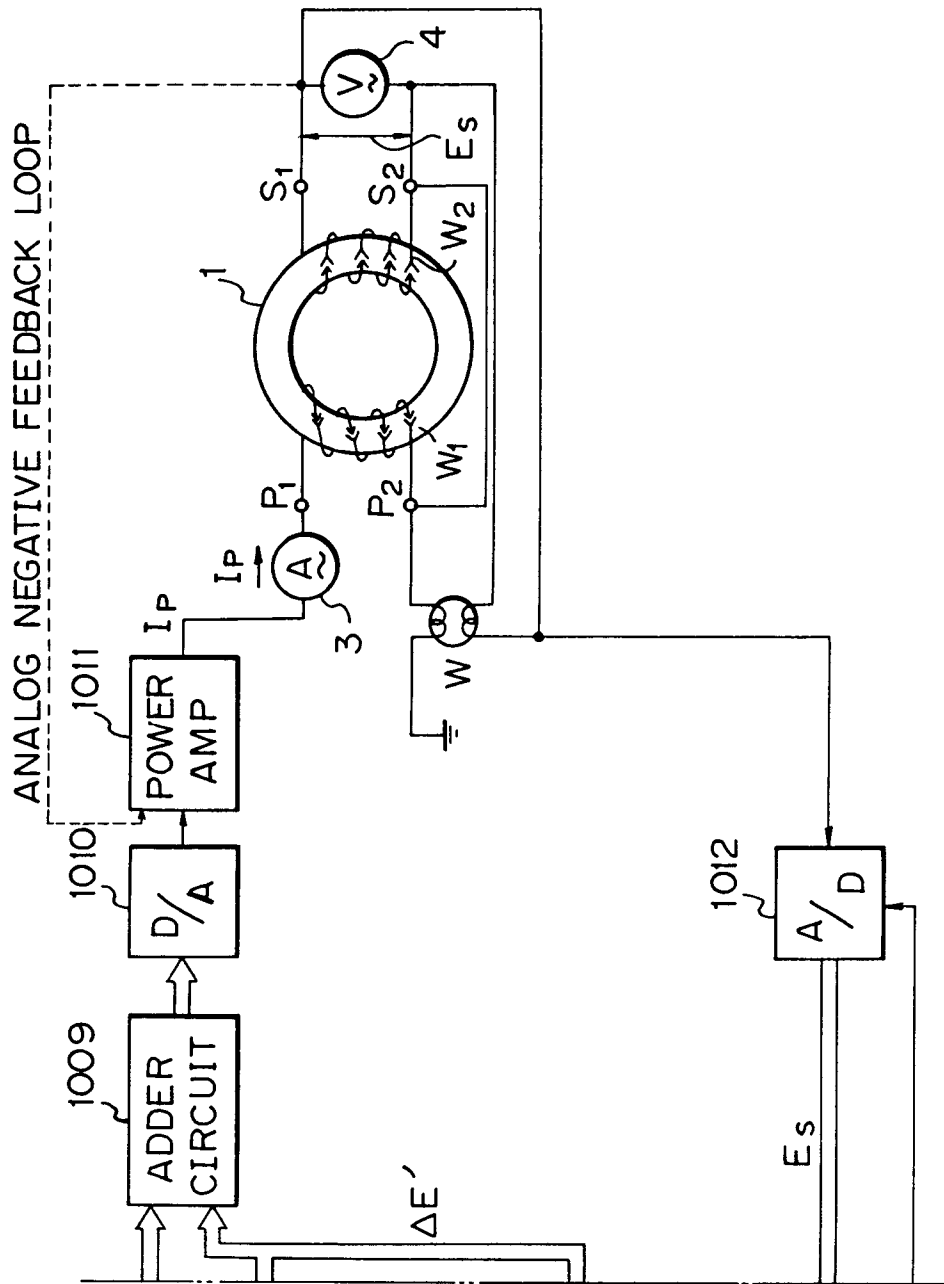 ANALOG NEGATIVE FEEDBACK LOOP
1009
ADDER
CIRCUIT
1010
D/A
1011
POWER
AMP
IP
IP
A~
3
P1
P2
W1
1
W2
S1
S2
ES
V~
4
W
ΔE′
ES
1012
A/D